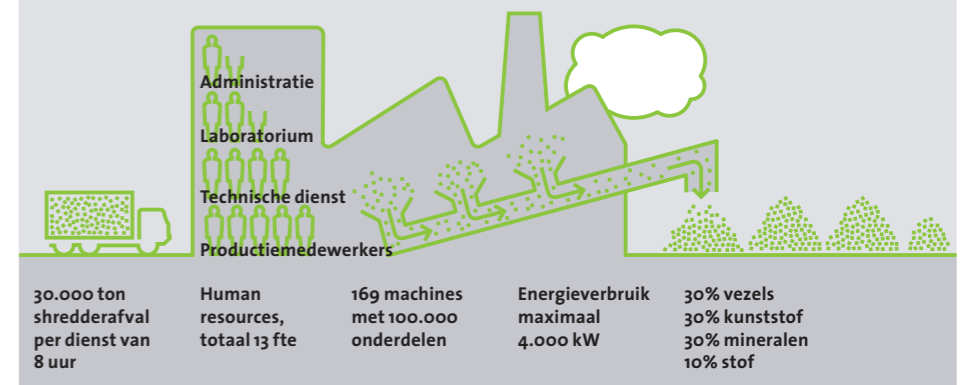 Administratie
Laboratorium
Technische dienst
Productiemedewerkers
30.000 ton
shredderafval
per dienst van
8 uur
Human
resources,
totaal 13 fte
169 machines
met 100.000
onderdelen
Energieverbruik
maximaal
4.000 kW
30% vezels
30% kunststof
30% mineralen
10% stof